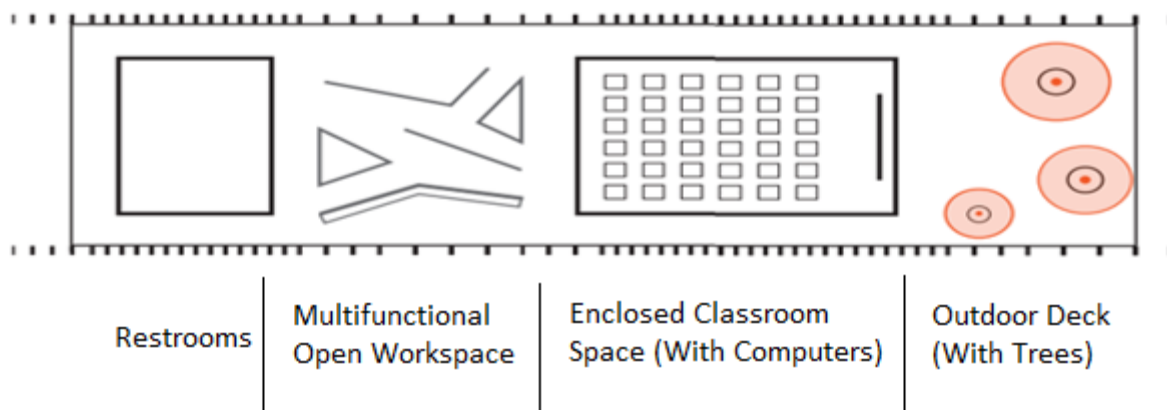 Restrooms
Multifunctional
Open Workspace
Enclosed Classroom
Space (With Computers)
Outdoor Deck
(With Trees)